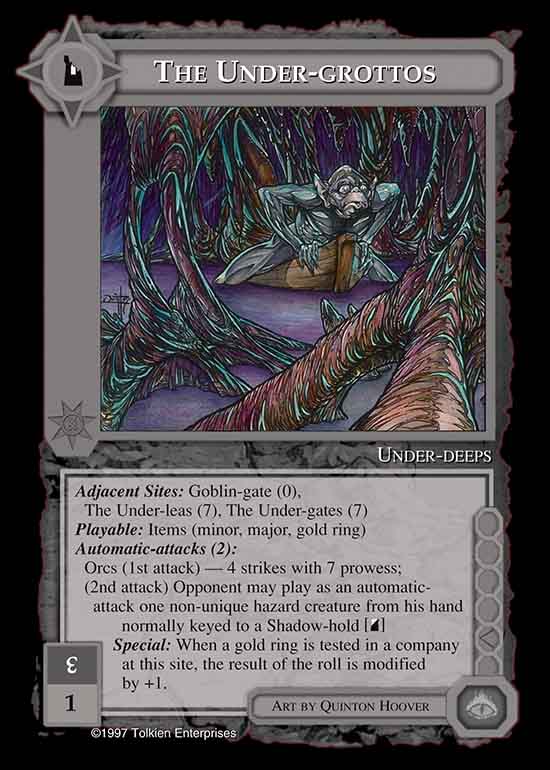 THE UNDER-GROTTOS
UNDER-DEEPS
Adjacent Sites: Goblin-gate (0),
The Under-leas (7), The Under-gates (7)
Playable: Items (minor, major, gold ring)
Automatic-attacks (2):
Orcs (1st attack) — 4 strikes with 7 prowess;
(2nd attack) Opponent may play as an automatic-
attack one non-unique hazard creature from his hand
normally keyed to a Shadow-hold [ ]
Special: When a gold ring is tested in a company
at this site, the result of the roll is modified
by +1.
1
ART BY QUINTON HOOVER
©1997 Tolkien Enterprises